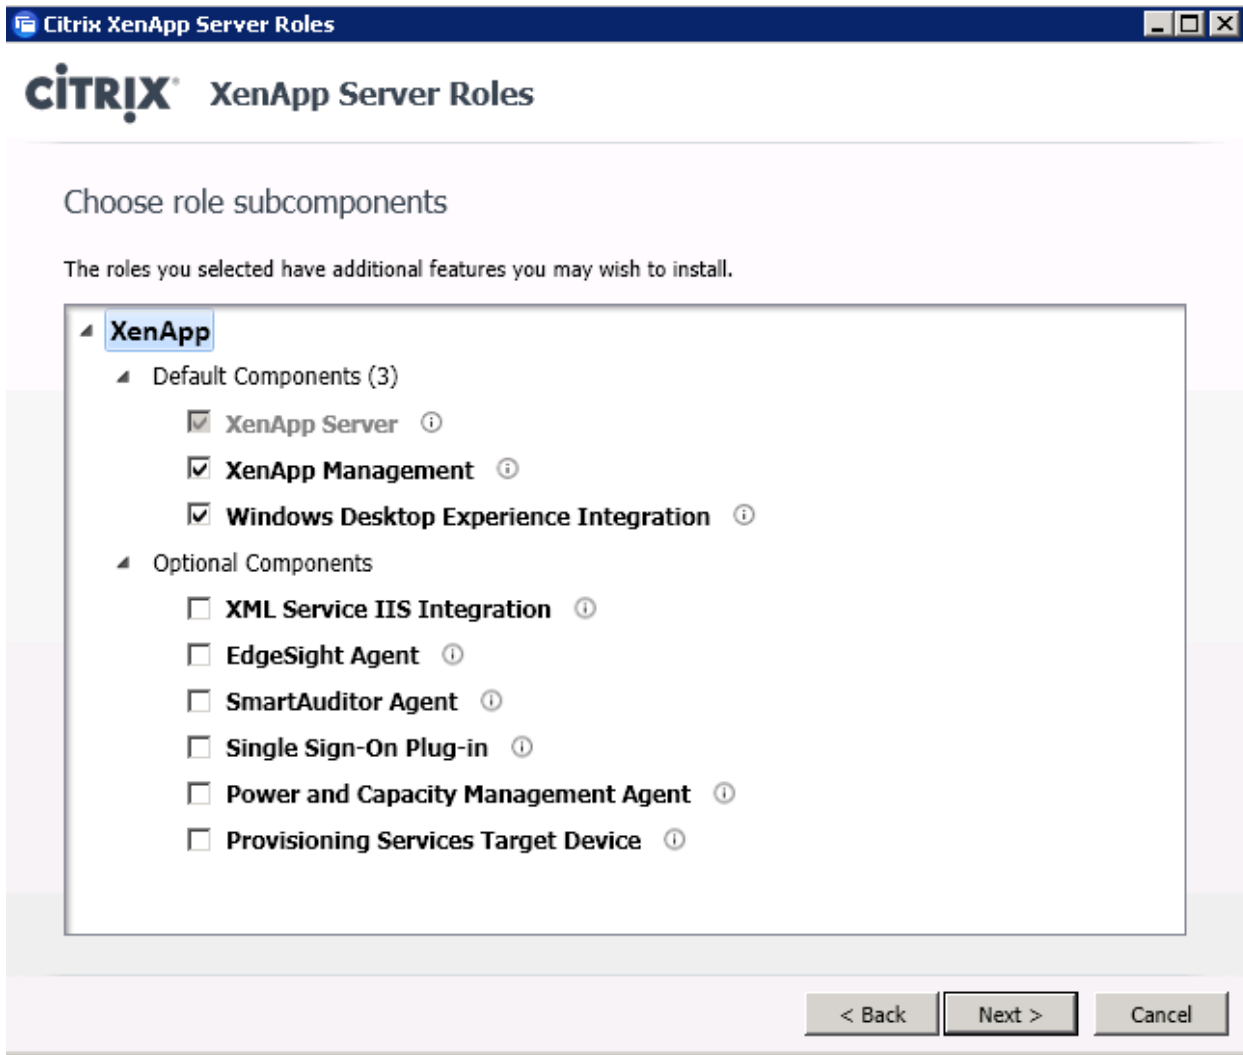 Citrix XenApp Server Roles
CİTRIX XenApp Server Roles
Choose role subcomponents
The roles you selected have additional features you may wish to install.
XenApp
Default Components (3)
XenApp Server
XenApp Management
Windows Desktop Experience Integration
Optional Components
XML Service IIS Integration
EdgeSight Agent
SmartAuditor Agent
Single Sign-On Plug-in
Power and Capacity Management Agent
Provisioning Services Target Device
< Back Next > Cancel